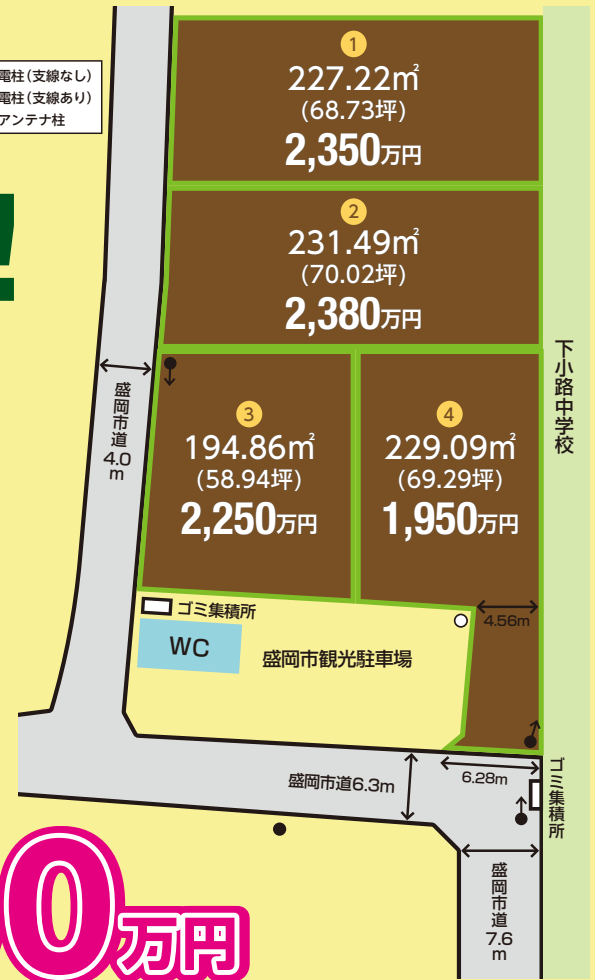 電柱(支線なし)
電柱(支線あり)
アンテナ柱
!
1
227.22㎡
(68.73坪)
2,350万円
2
231.49㎡
(70.02坪)
2,380万円
3
194.86㎡
(58.94坪)
2,250万円
4
229.09㎡
(69.29坪)
1,950万円
下小路中学校
盛岡市道4.0m
ゴミ集積所
WC
盛岡市観光駐車場
4.56m
盛岡市道6.3m
6.28m
ゴミ集積所
盛岡市道7.6m
0万円